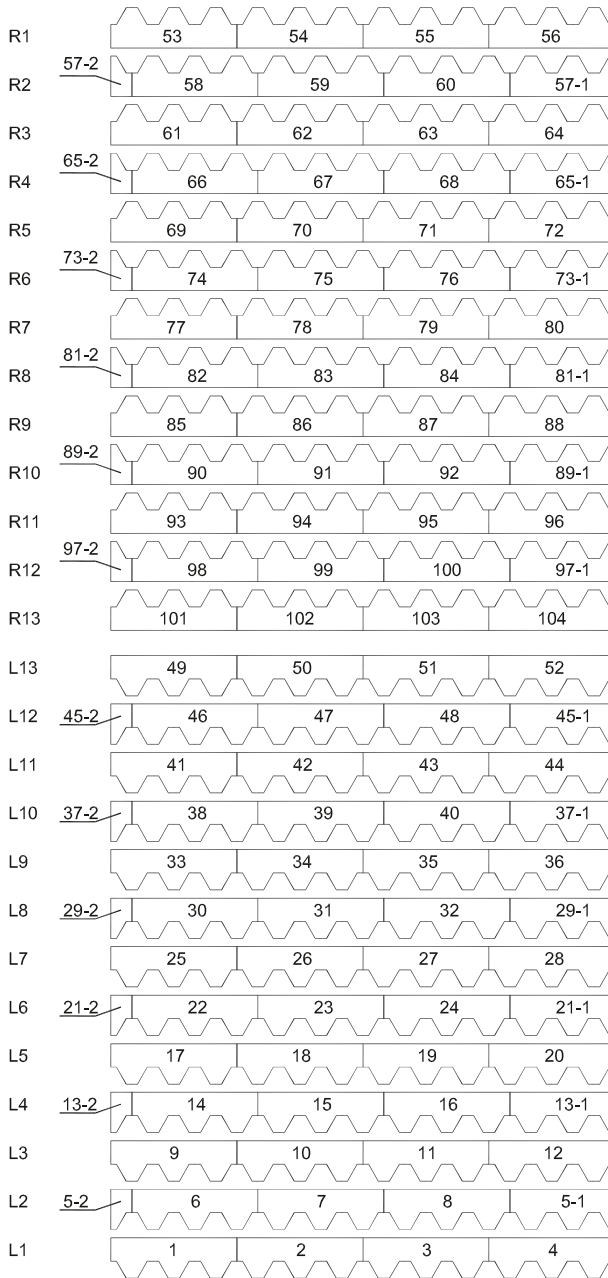 R1 53 54 55 56
57-2
R2 58 59 60 57-1
R3 61 62 63 64
65-2
R4 66 67 68 65-1
R5 69 70 71 72
73-2
R6 74 75 76 73-1
R7 77 78 79 80
81-2
R8 82 83 84 81-1
R9 85 86 87 88
89-2
R10 90 91 92 89-1
R11 93 94 95 96
97-2
R12 98 99 100 97-1
R13 101 102 103 104
L13 49 50 51 52
L12 45-2 46 47 48 45-1
L11 41 42 43 44
L10 37-2 38 39 40 37-1
L9 33 34 35 36
L8 29-2 30 31 32 29-1
L7 25 26 27 28
L6 21-2 22 23 24 21-1
L5 17 18 19 20
L4 13-2 14 15 16 13-1
L3 9 10 11 12
L2 5-2 6 7 8 5-1
L1 1 2 3 4